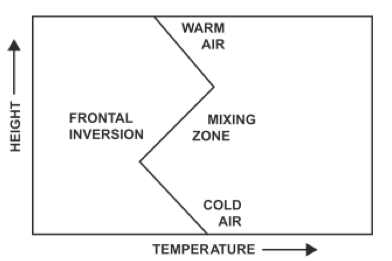 WARM
AIR
HEIGHT
FRONTAL
INVERSION
MIXING
ZONE
COLD
AIR
TEMPERATURE